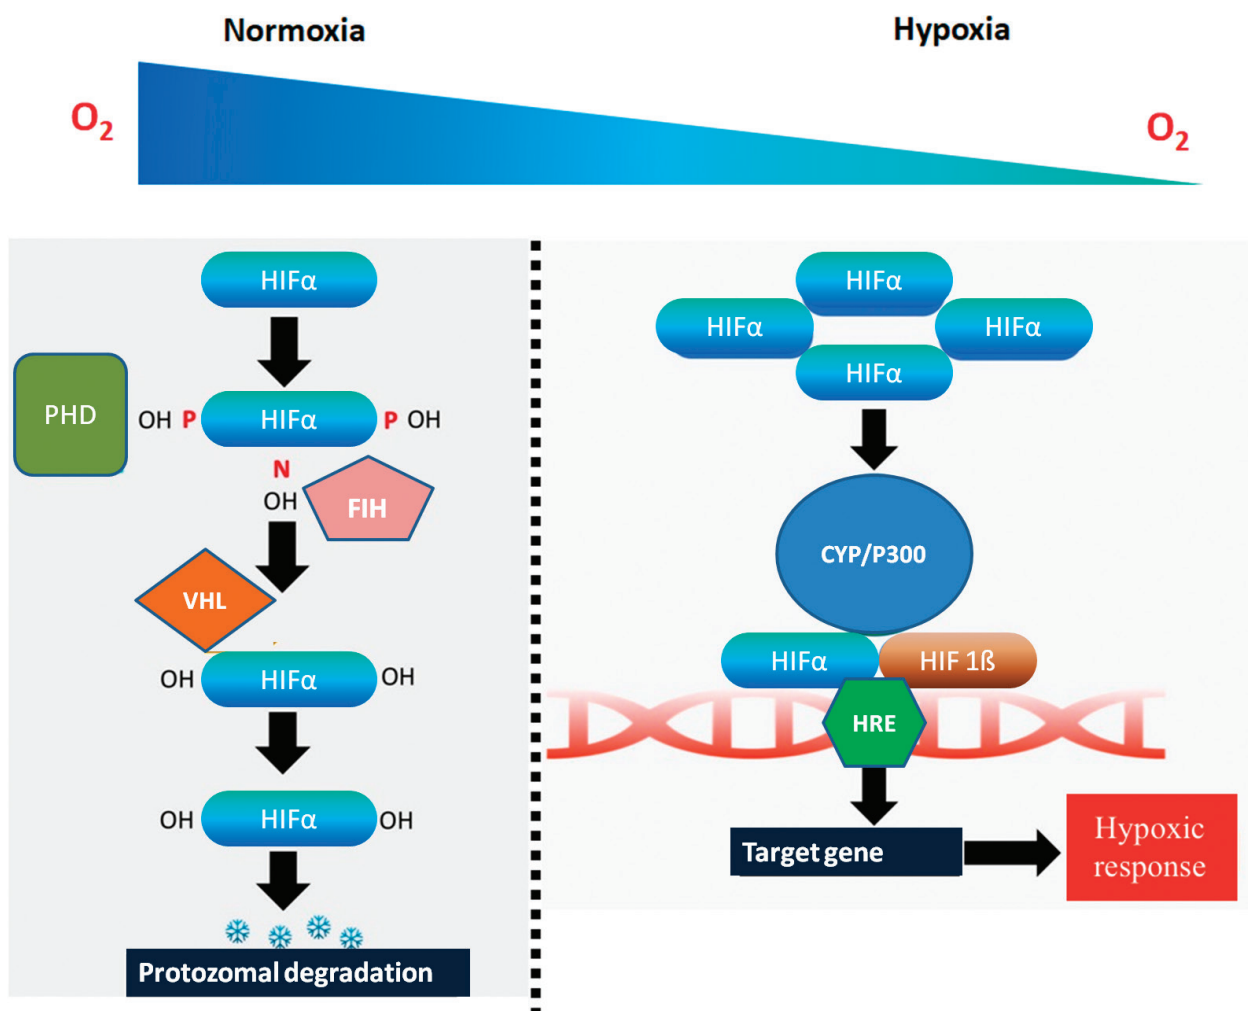 Normoxia
Hypoxia
O₂
O₂
HIFα
PHD
OH P HIFα P OH
N
OH
FIH
VHL
OH HIFα OH
OH HIFα OH
Protozomal degradation
HIFα
HIFα
HIFα
HIFα
CYP/P300
HIFα
HIF 1ß
HRE
Target gene
Hypoxic
response